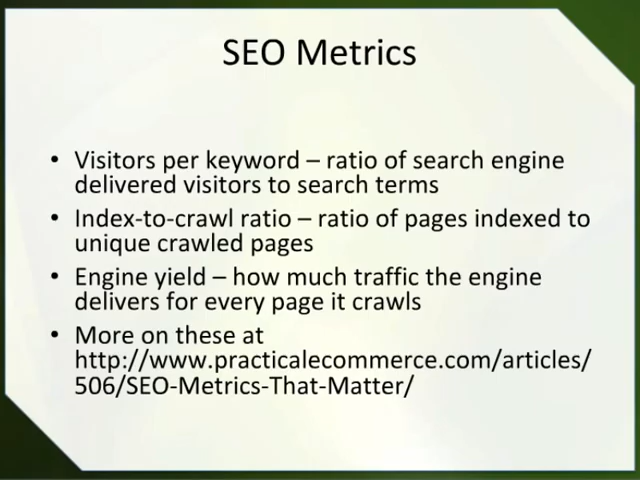 SEO Metrics
• Visitors per keyword – ratio of search engine
delivered visitors to search terms
• Index-to-crawl ratio – ratio of pages indexed to
unique crawled pages
• Engine yield – how much traffic the engine
delivers for every page it crawls
• More on these at
http://www.practicalecommerce.com/articles/
506/SEO-Metrics-That-Matter/